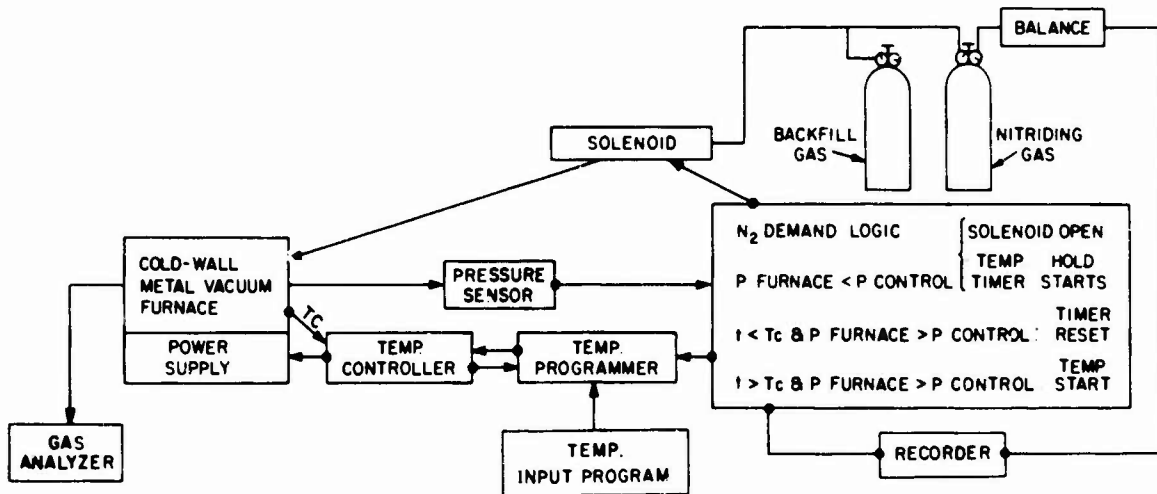 BALANCE
BACKFILL
GAS
NITRIDING
GAS
SOLENOID
N2 DEMAND LOGIC
SOLENOID OPEN
TEMP HOLD
P FURNACE < P CONTROL
TIMER STARTS
TIMER
t < Tc & P FURNACE > P CONTROL: RESET
TEMP
t > Tc & P FURNACE > P CONTROL START
COLD-WALL
METAL VACUUM
FURNACE
PRESSURE
SENSOR
TC
POWER
SUPPLY
TEMP.
CONTROLLER
TEMP.
PROGRAMMER
GAS
ANALYZER
TEMP.
INPUT PROGRAM
RECORDER